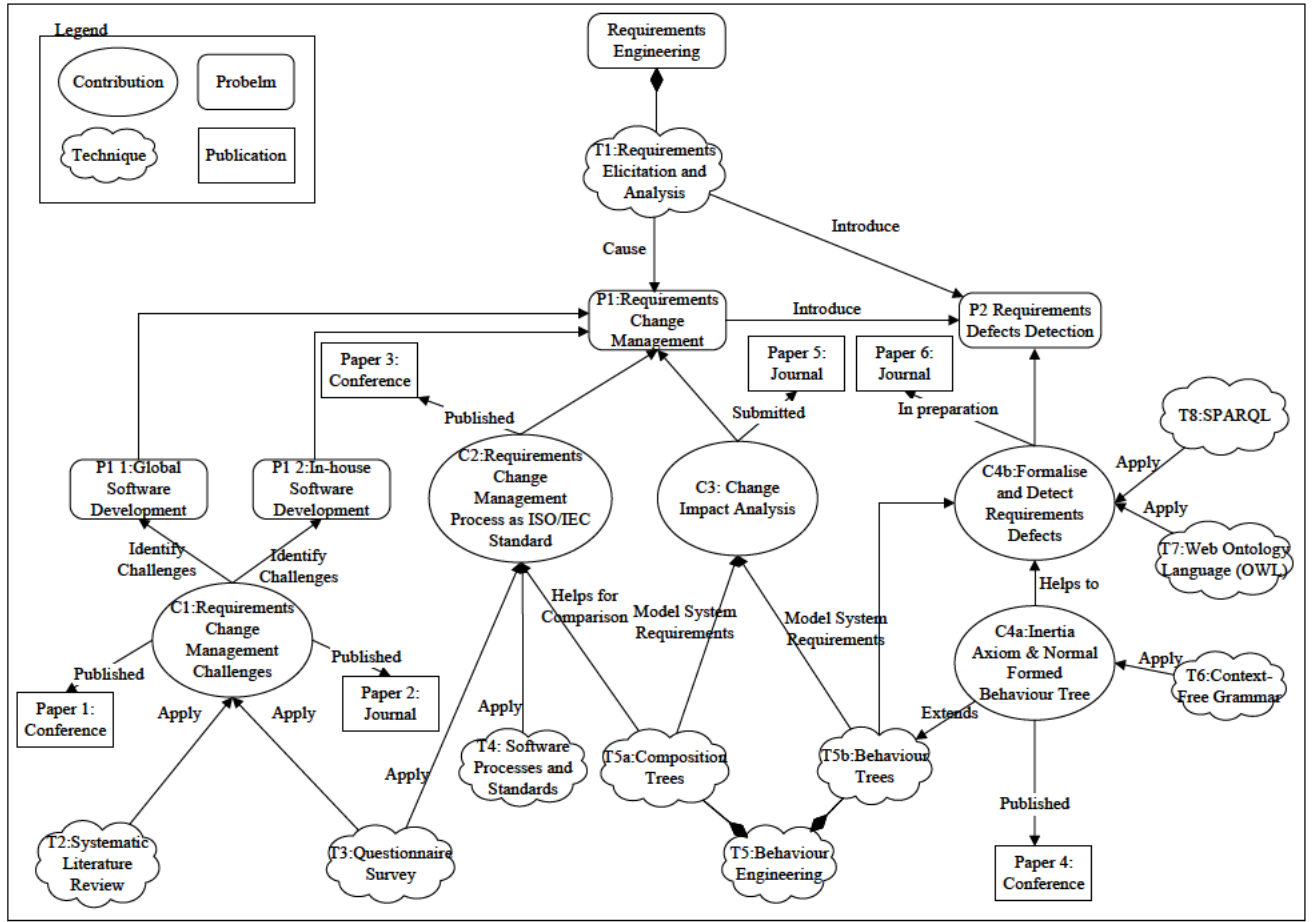 Legend
Contribution
Probelm
Technique
Publication
Requirements
Engineering
T1:Requirements
Elicitation and
Analysis
Cause
Introduce
P1:Requirements
Change
Management
Introduce
P2 Requirements
Defects Detection
Paper 3:
Conference
Paper 5:
Journal
Paper 6:
Journal
Published
Submitted
In preparation
T8:SPARQL
P1 1:Global
Software
Development
P1 2:In-house
Software
Development
C2:Requirements
Change
Management
Process as ISO/IEC
Standard
C3: Change
Impact Analysis
C4b:Formalise
and Detect
Requirements
Defects
Apply
Apply
T7:Web Ontology
Language (OWL)
Identify
Challenges
Identify
Challenges
Helps to
C1:Requirements
Change
Management
Challenges
Helps for
Comparison
Model System
Requirements
Model System
Requirements
C4a:Inertia
Axiom & Normal
Formed
Behaviour Tree
Published
Published
Apply
T6:Context-
Free Grammar
Paper 1:
Conference
Paper 2:
Journal
Apply
Apply
Apply
Extends
T4: Software
Processes and
Standards
T5a:Composition
Trees
T5b:Behaviour
Trees
Apply
Published
T2:Systematic
Literature
Review
T3:Questionnaire
Survey
T5:Behaviour
Engineering
Paper 4:
Conference